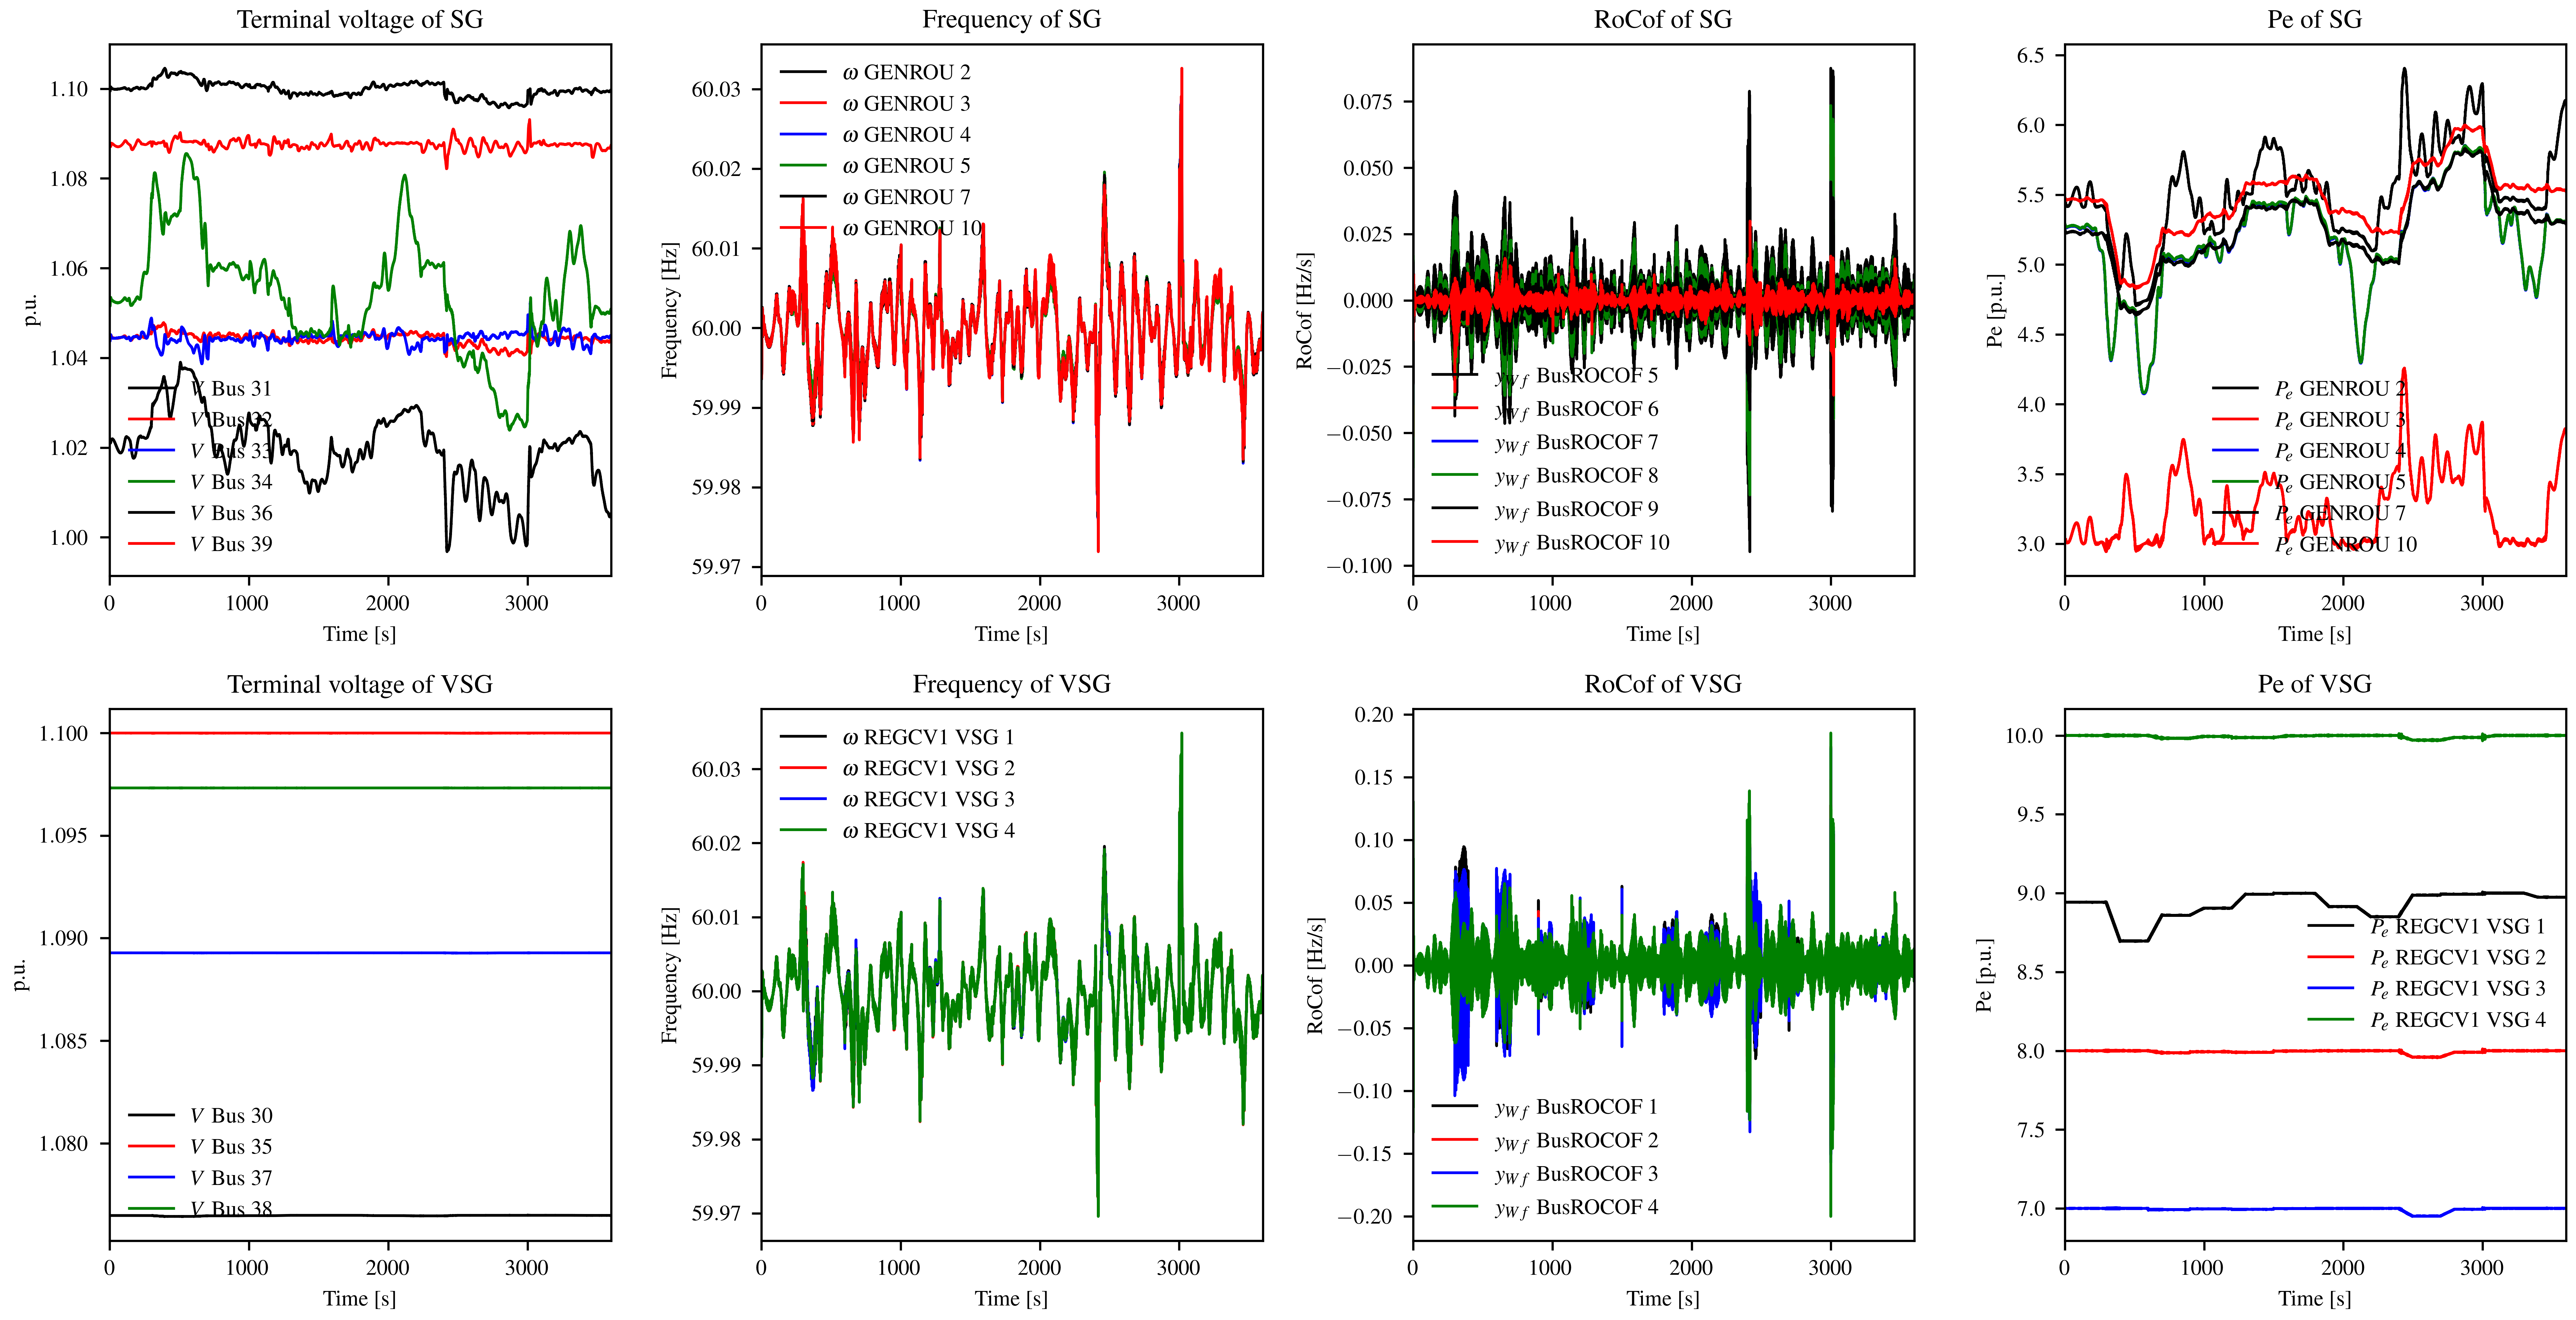 Terminal voltage of SG
p.u.
1.10
1.08
1.06
1.04
1.02
1.00
V Bus 31
V Bus 32
V Bus 33
V Bus 34
V Bus 36
V Bus 39
0 1000 2000 3000
Time [s]
Frequency of SG
Frequency [Hz]
60.03
60.02
60.01
60.00
59.99
59.98
59.97
ω GENROU 2
ω GENROU 3
ω GENROU 4
ω GENROU 5
ω GENROU 7
ω GENROU 10
0 1000 2000 3000
Time [s]
RoCof of SG
RoCof [Hz/s]
0.075
0.050
0.025
0.000
−0.025
−0.050
−0.075
−0.100
yWf BusROCOF 5
yWf BusROCOF 6
yWf BusROCOF 7
yWf BusROCOF 8
yWf BusROCOF 9
yWf BusROCOF 10
0 1000 2000 3000
Time [s]
Pe of SG
Pe [p.u.]
6.5
6.0
5.5
5.0
4.5
4.0
3.5
3.0
Pe GENROU 2
Pe GENROU 3
Pe GENROU 4
Pe GENROU 5
Pe GENROU 7
Pe GENROU 10
0 1000 2000 3000
Time [s]
Terminal voltage of VSG
p.u.
1.100
1.095
1.090
1.085
1.080
V Bus 30
V Bus 35
V Bus 37
V Bus 38
0 1000 2000 3000
Time [s]
Frequency of VSG
Frequency [Hz]
60.03
60.02
60.01
60.00
59.99
59.98
59.97
ω REGCV1 VSG 1
ω REGCV1 VSG 2
ω REGCV1 VSG 3
ω REGCV1 VSG 4
0 1000 2000 3000
Time [s]
RoCof of VSG
RoCof [Hz/s]
0.20
0.15
0.10
0.05
0.00
−0.05
−0.10
−0.15
−0.20
yWf BusROCOF 1
yWf BusROCOF 2
yWf BusROCOF 3
yWf BusROCOF 4
0 1000 2000 3000
Time [s]
Pe of VSG
Pe [p.u.]
10.0
9.5
9.0
8.5
8.0
7.5
7.0
Pe REGCV1 VSG 1
Pe REGCV1 VSG 2
Pe REGCV1 VSG 3
Pe REGCV1 VSG 4
0 1000 2000 3000
Time [s]